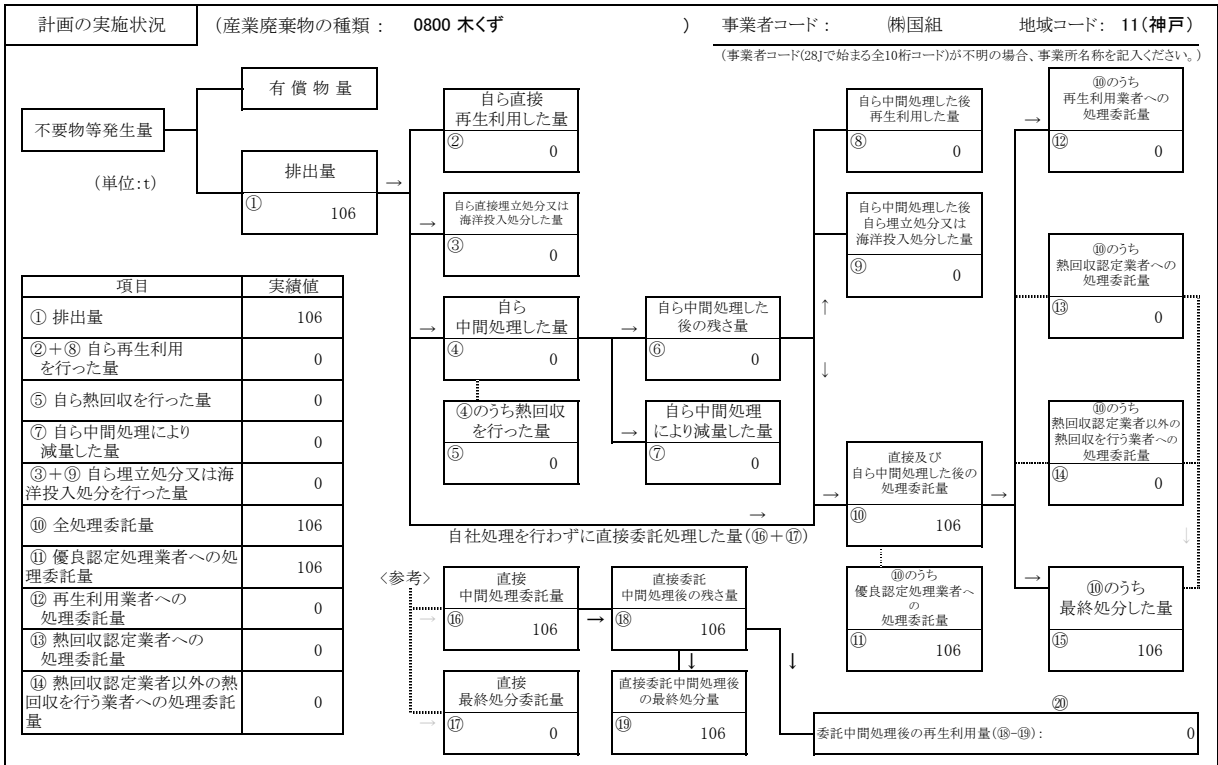 計画の実施状況 (産業廃棄物の種類： 0800 木くず ) 事業者コード： ㈱国組 地域コード： 11(神戸)
(事業者コード(28Jで始まる全10桁コード)が不明の場合、事業所名称を記入ください。)
不要物等発生量
(単位:t)
有償物量
排出量
→
① 106
自ら直接
再生利用した量
② 0
→
自ら直接埋立処分又は
海洋投入処分した量
③ 0
→
自ら
中間処理した量
④ 0
④のうち熱回収
を行った量
⑤ 0
→
自ら中間処理した
後の残さ量
⑥ 0
→
自ら中間処理
により減量した量
⑦ 0
自ら中間処理した後
再生利用した量
⑧ 0
自ら中間処理した後
自ら埋立処分又は
海洋投入処分した量
⑨ 0
↑
↓
→
→
自社処理を行わずに直接委託処理した量(⑯＋⑰)
直接及び
自ら中間処理した後の
処理委託量
⑩ 106
→
⑩のうち
優良認定処理業者へ
の
処理委託量
⑪ 106
→
⑩のうち
再生利用業者への
処理委託量
⑫ 0
⑩のうち
熱回収認定業者への
処理委託量
⑬ 0
⑩のうち
熱回収認定業者以外の
熱回収を行う業者への
処理委託量
⑭ 0
↓
→
⑩のうち
最終処分した量
⑮ 106
項目 実績値
① 排出量 106
②＋⑧ 自ら再生利用
を行った量 0
⑤ 自ら熱回収を行った量 0
⑦ 自ら中間処理により
減量した量 0
③＋⑨ 自ら埋立処分又は海
洋投入処分を行った量 0
⑩ 全処理委託量 106
⑪ 優良認定処理業者への処
理委託量 106
⑫ 再生利用業者への
処理委託量 0
⑬ 熱回収認定業者への
処理委託量 0
⑭ 熱回収認定業者以外の熱
回収を行う業者への処理委託
量 0
〈参考〉
→
直接
中間処理委託量
⑯ 106
→
直接委託
中間処理後の残さ量
⑱ 106
↓
↓
→
直接
最終処分委託量
⑰ 0
直接委託中間処理後
の最終処分量
⑲ 106
⑳
委託中間処理後の再生利用量(⑱-⑲)： 0